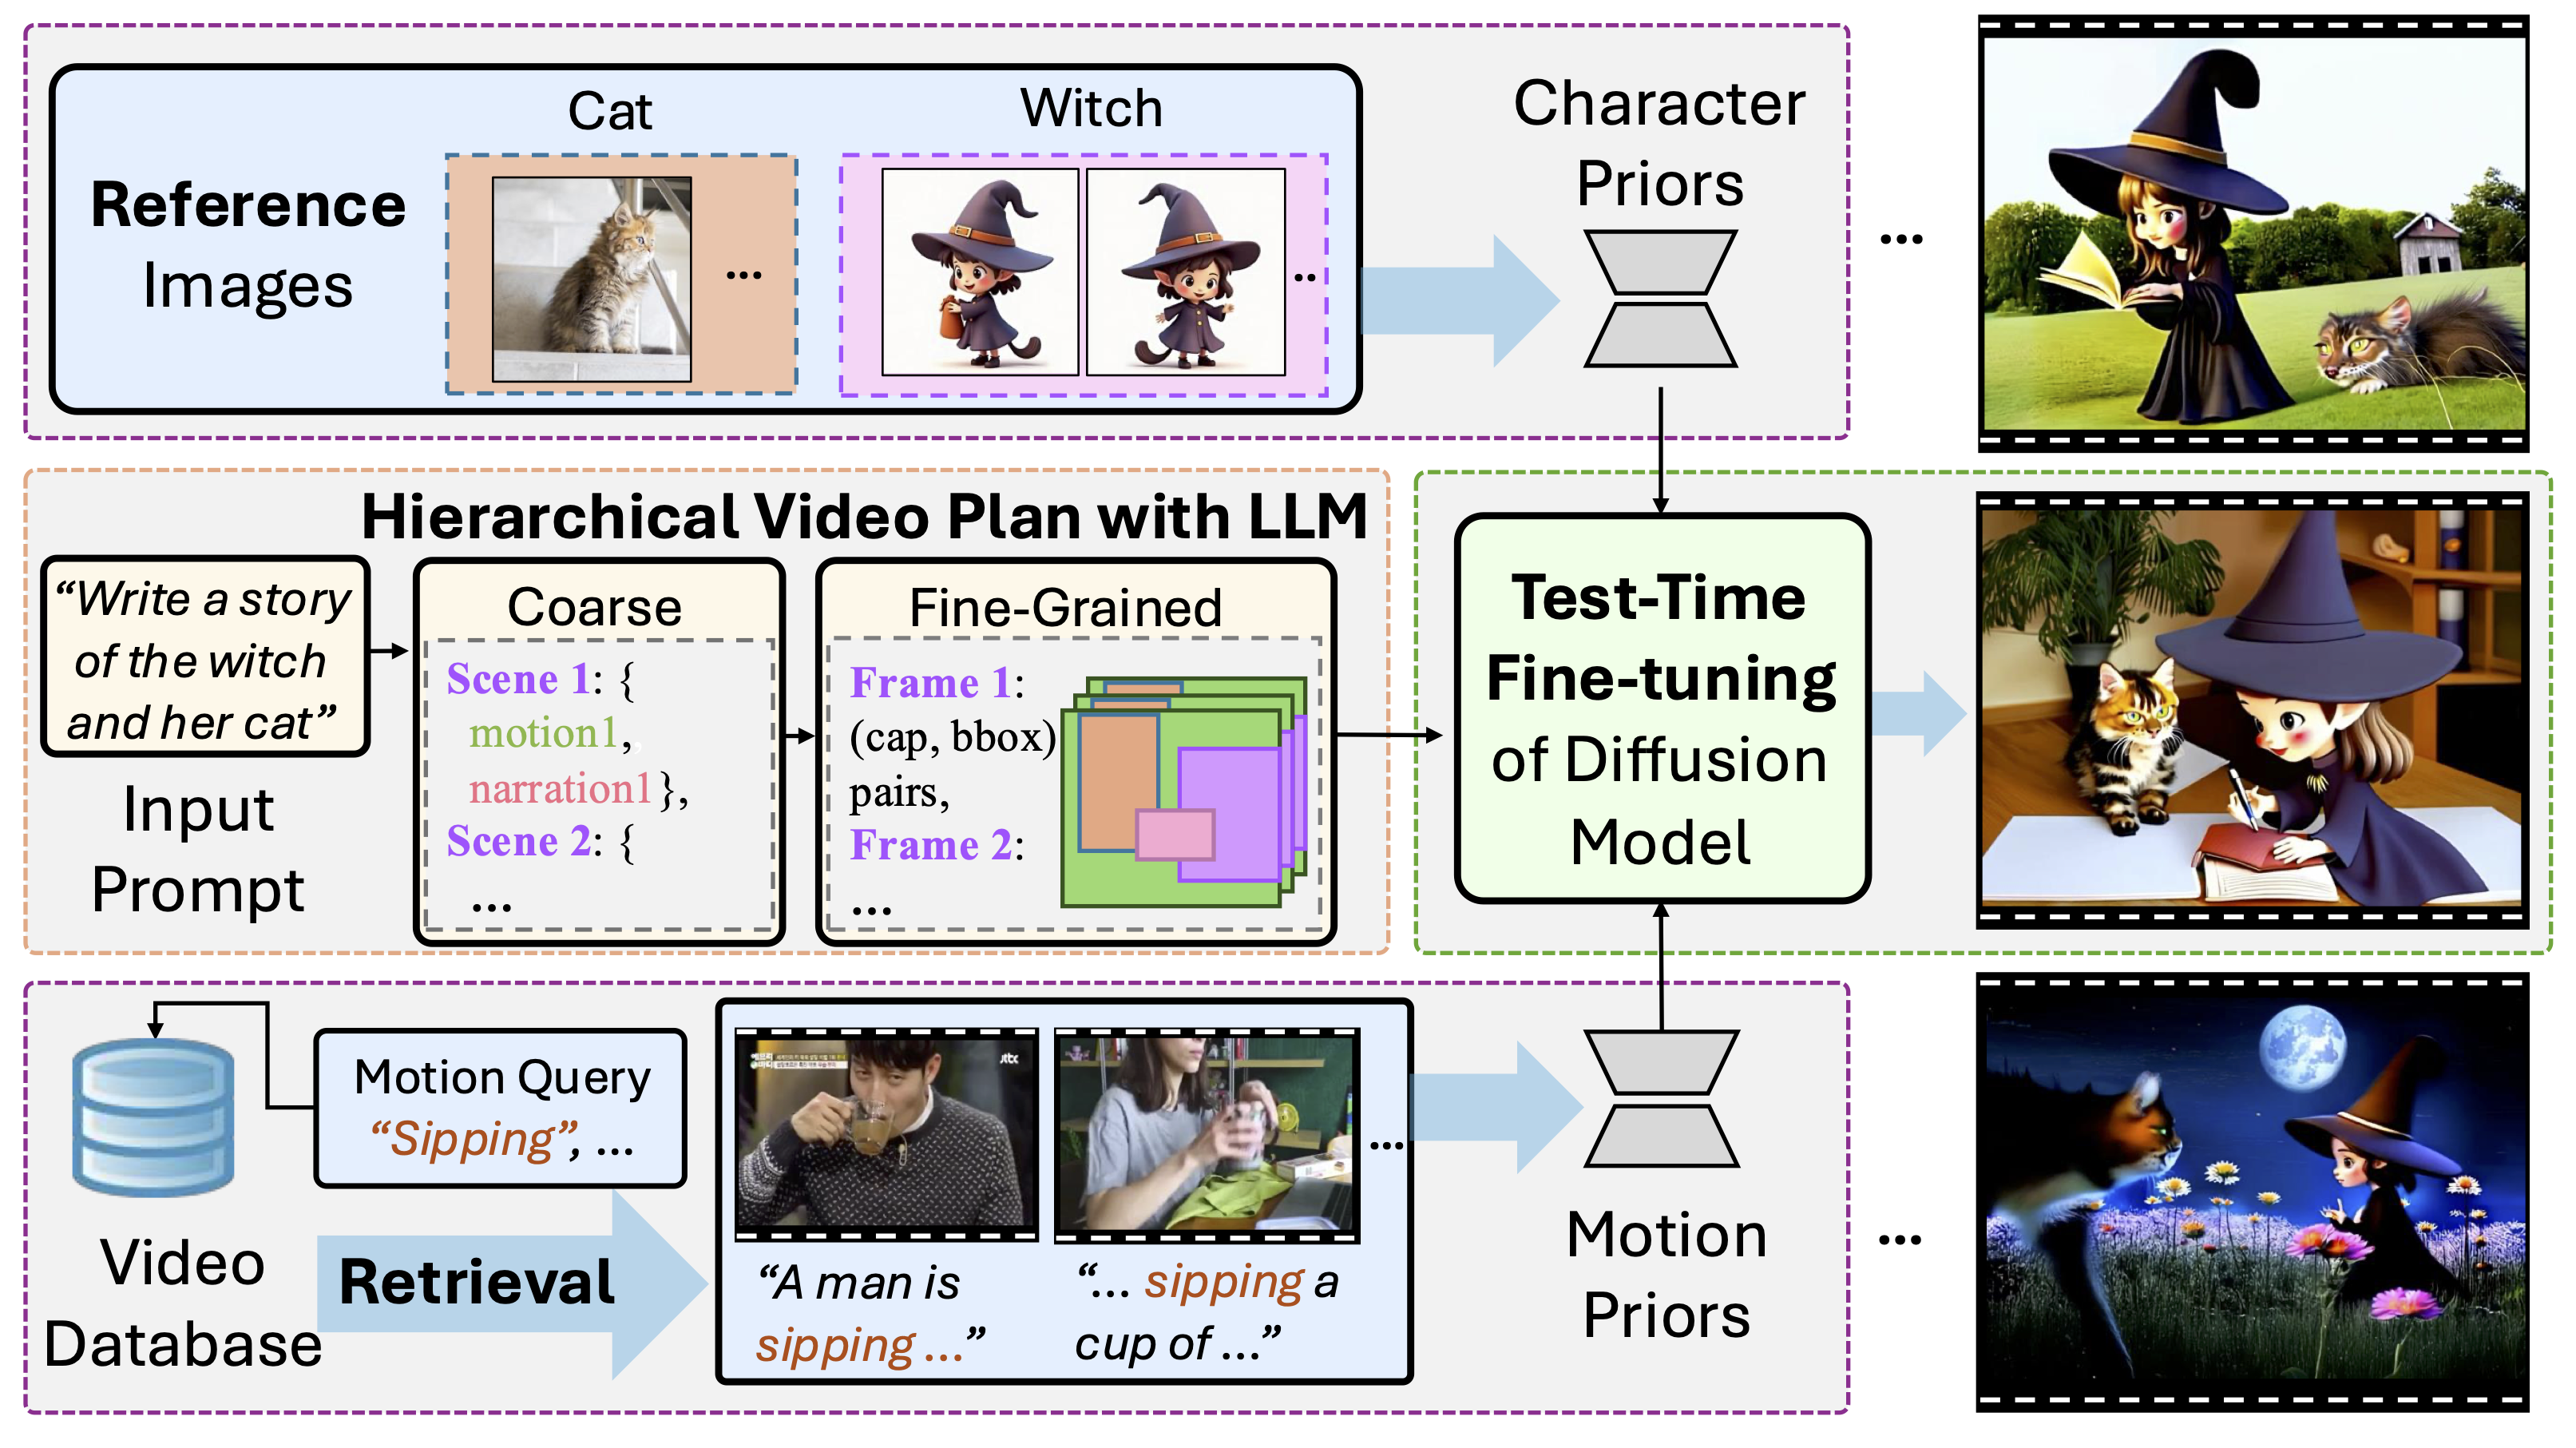 Cat
Witch
Reference
Images
...
..
Character
Priors
...
Hierarchical Video Plan with LLM
“Write a story
of the witch
and her cat”
Input
Prompt
Coarse
Scene 1: {
motion1,
narration1},
Scene 2: {
...
Fine-Grained
Frame 1:
(cap, bbox)
pairs,
Frame 2:
...
Test-Time
Fine-tuning
of Diffusion
Model
Motion Query
“Sipping”, ...
Video
Database
Retrieval
jtbc
“A man is
sipping ...”
“... sipping a
cup of ...”
...
Motion
Priors
...